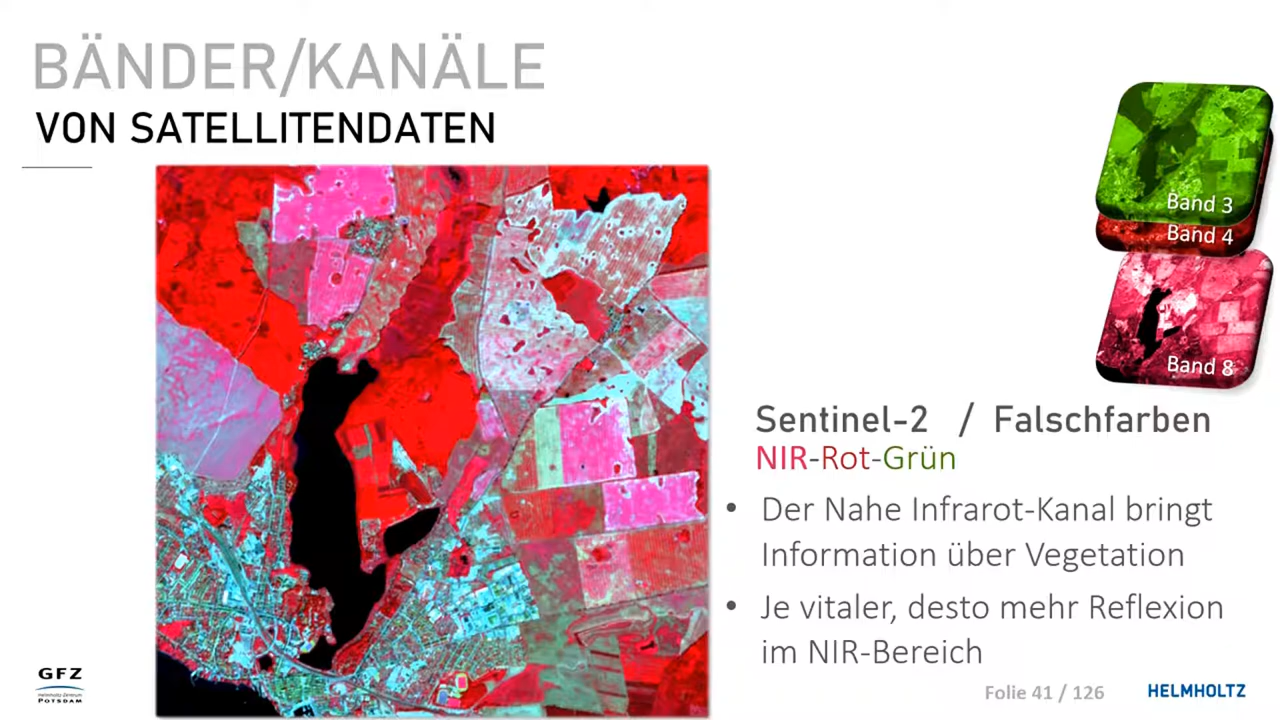 BÄNDER/KANÄLE
VON SATELLITENDATEN
Band 3
Band 4
Band 8
Sentinel-2 / Falschfarben
NIR-Rot-Grün
• Der Nahe Infrarot-Kanal bringt
Information über Vegetation
• Je vitaler, desto mehr Reflexion
im NIR-Bereich
GFZ
Helmholtz-Zentrum
POTSDAM
Folie 41 / 126
HELMHOLTZ